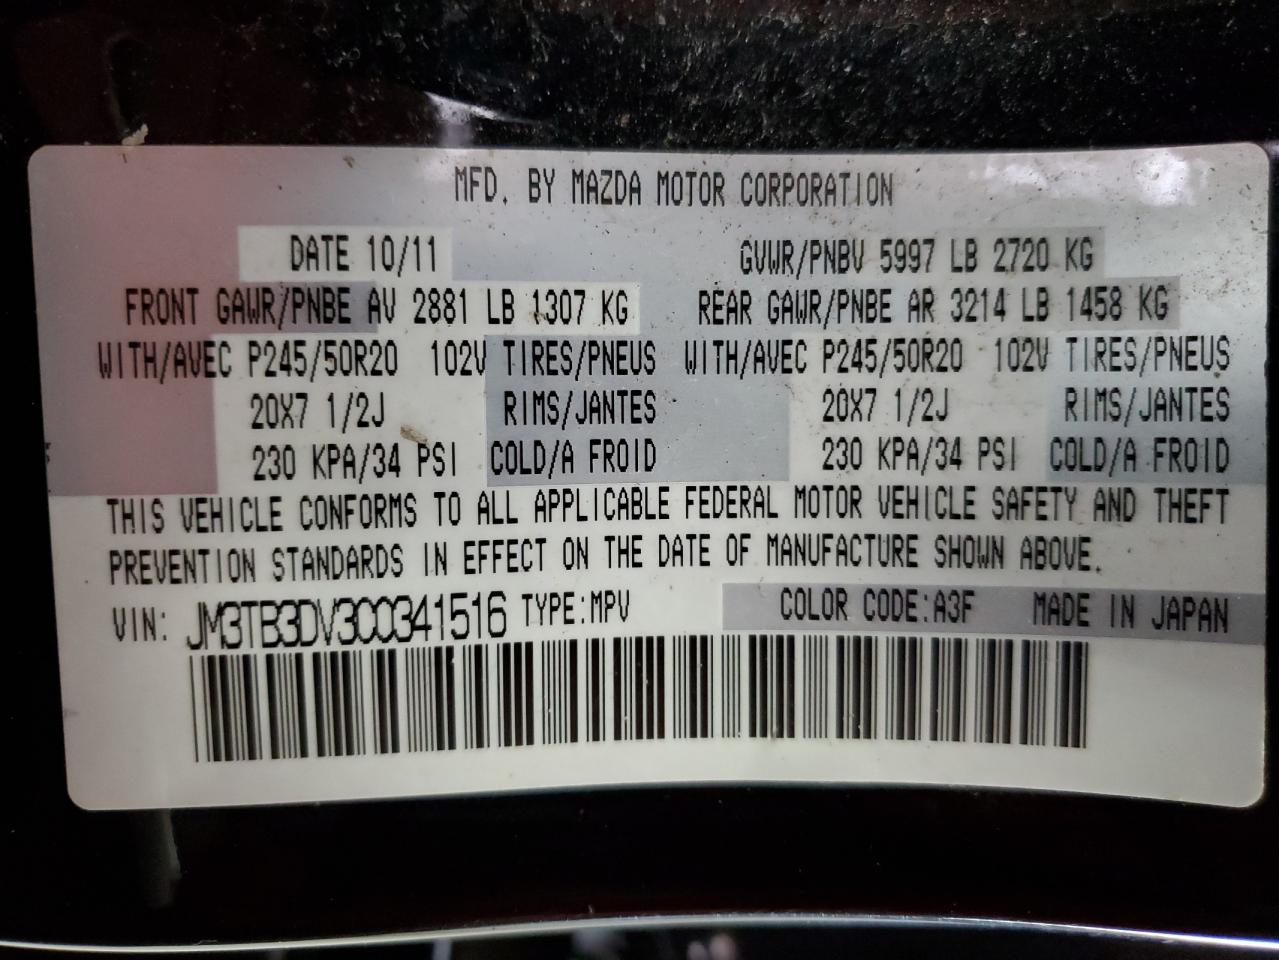 MFD. BY MAZDA MOTOR CORPORATION
DATE 10/11 GVWR/PNBV 5997 LB 2720 KG
FRONT GAWR/PNBE AV 2881 LB 1307 KG REAR GAWR/PNBE AR 3214 LB 1458 KG
WITH/AVEC P245/50R20 102V TIRES/PNEUS WITH/AVEC P245/50R20 102V TIRES/PNEUS
20X7 1/2J RIMS/JANTES 20X7 1/2J RIMS/JANTES
230 KPA/34 PSI COLD/A FROID 230 KPA/34 PSI COLD/A FROID
THIS VEHICLE CONFORMS TO ALL APPLICABLE FEDERAL MOTOR VEHICLE SAFETY AND THEFT
PREVENTION STANDARDS IN EFFECT ON THE DATE OF MANUFACTURE SHOWN ABOVE.
VIN: JM3TB3DV3C0341516 TYPE:MPV COLOR CODE:A3F MADE IN JAPAN